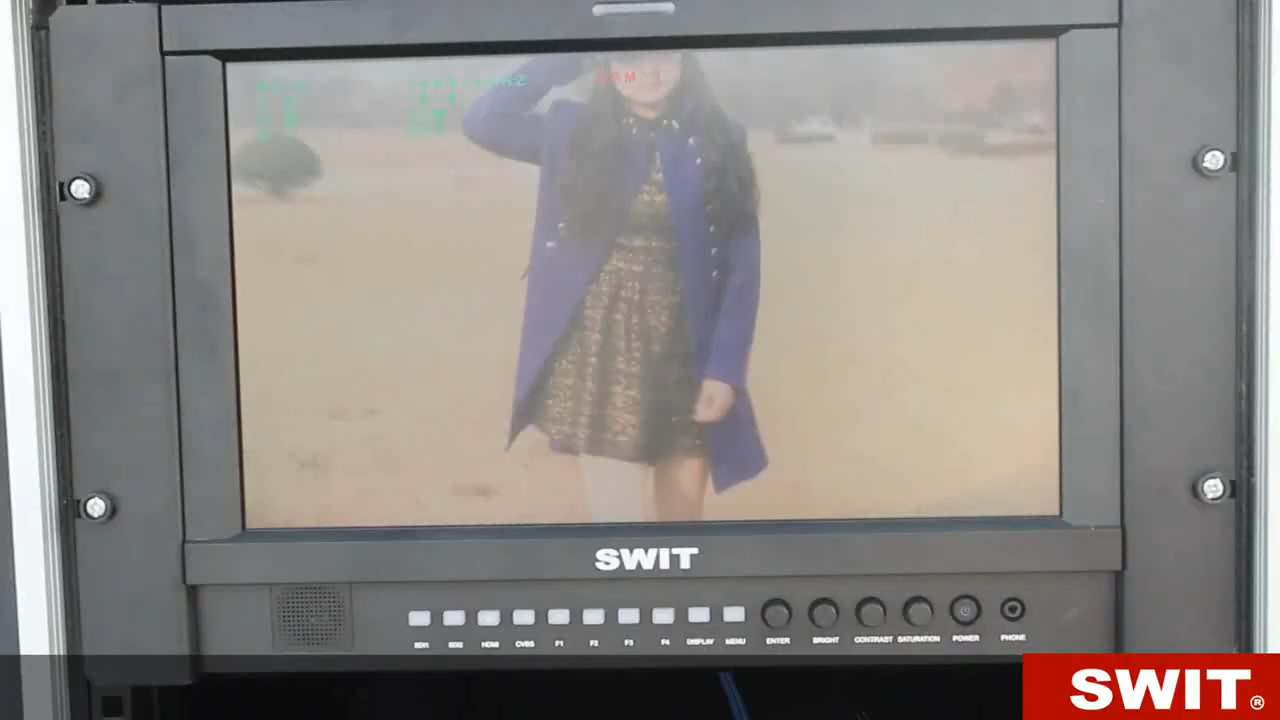 SWIT
SDI1 SDI2 HDMI CVBS F1 F2 F3 F4 DISPLAY MENU ENTER BRIGHT CONTRAST SATURATION POWER PHONE
SWIT®